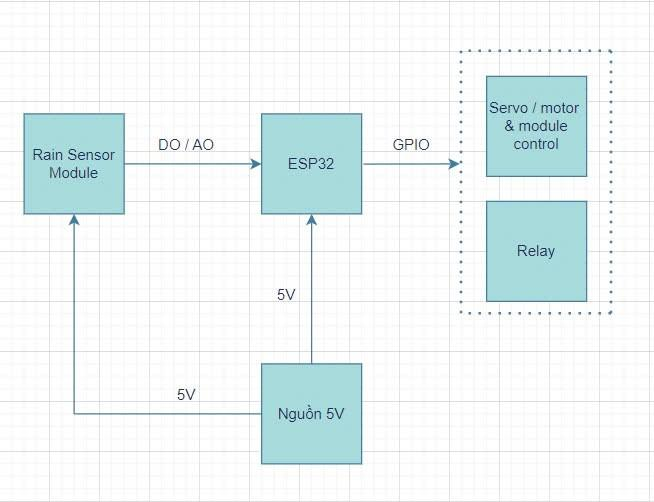 Rain Sensor
Module
DO / AO
ESP32
GPIO
Servo / motor
& module
control
Relay
5V
5V
Nguồn 5V